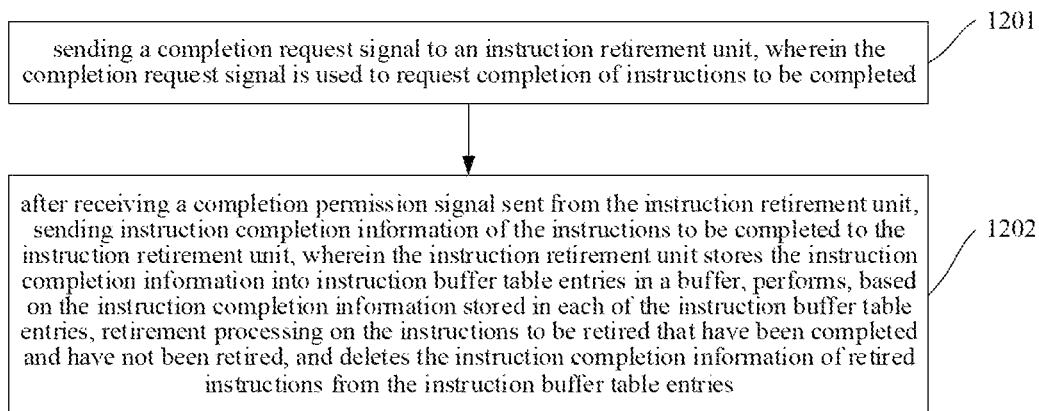 1201
sending a completion request signal to an instruction retirement unit, wherein the
completion request signal is used to request completion of instructions to be completed
after receiving a completion permission signal sent from the instruction retirement unit,
sending instruction completion information of the instructions to be completed to the
instruction retirement unit, wherein the instruction retirement unit stores the instruction
completion information into instruction buffer table entries in a buffer, performs, based
on the instruction completion information stored in each of the instruction buffer table
entries, retirement processing on the instructions to be retired that have been completed
and have not been retired, and deletes the instruction completion information of retired
instructions from the instruction buffer table entries
1202